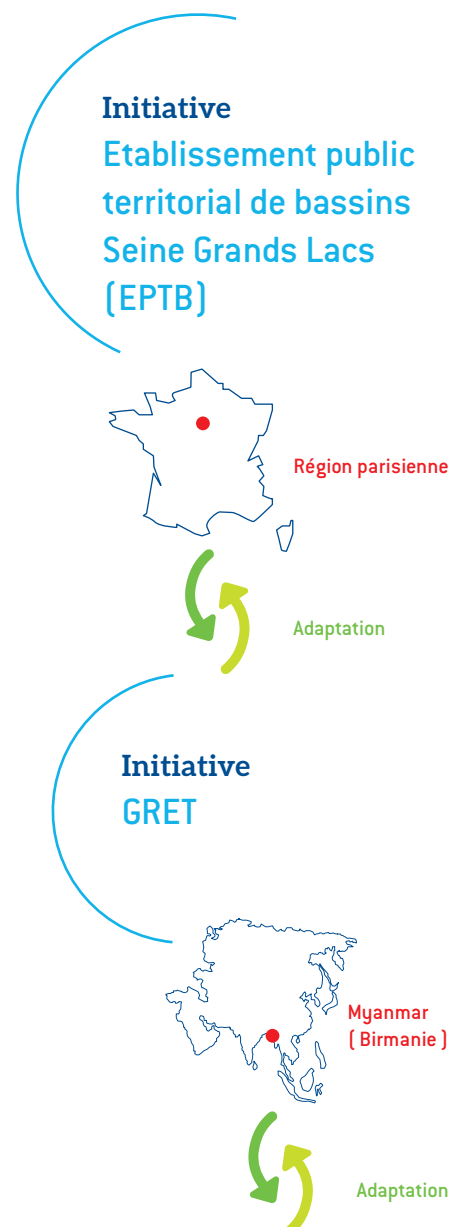 Initiative
Etablissement public
territorial de bassins
Seine Grands Lacs
(EPTB)
Région parisienne
Adaptation
Initiative
GRET
Myanmar
( Birmanie )
Adaptation